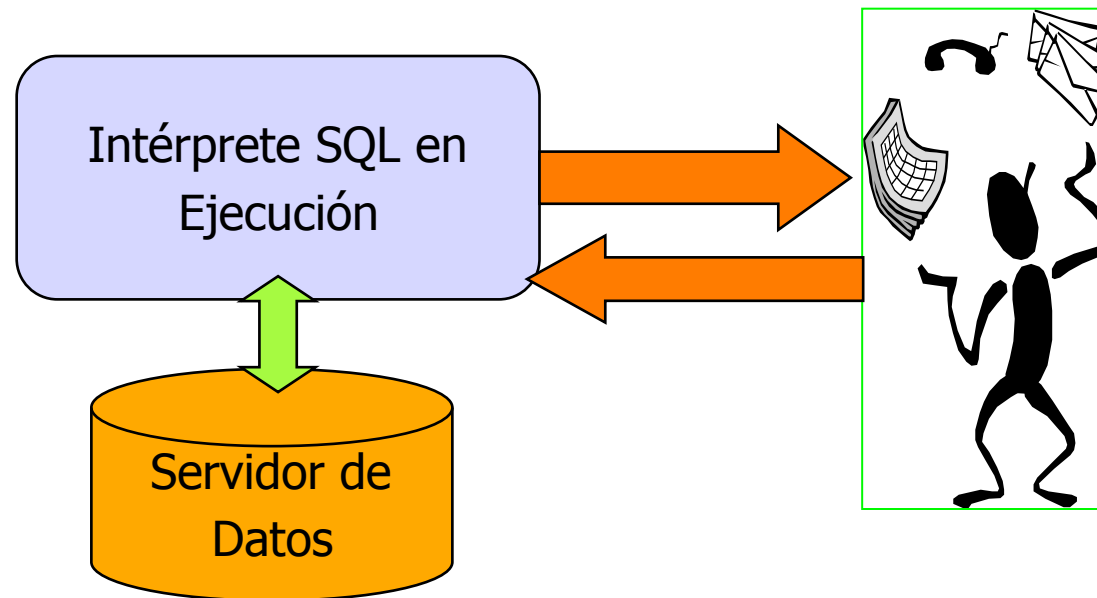 Intérprete SQL en
Ejecución
Servidor de
Datos